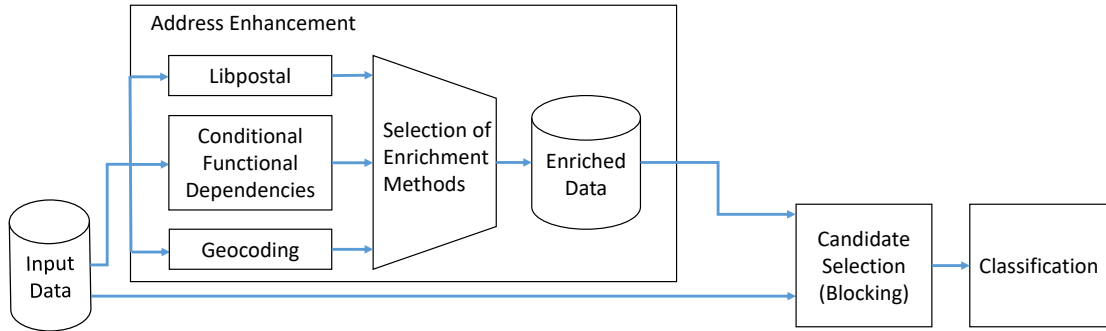 Address Enhancement
Libpostal
Conditional
Functional
Dependencies
Geocoding
Selection of
Enrichment
Methods
Enriched
Data
Input
Data
Candidate
Selection
(Blocking)
Classification